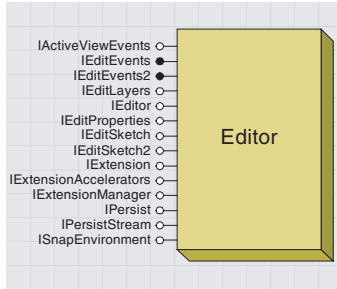 IActiveViewEvents
IEditEvents
IEditEvents2
IEditLayers
IEditor
IEditProperties
IEditSketch
IEditSketch2
IExtension
IExtensionAccelerators
IExtensionManager
IPersist
IPersistStream
ISnapEnvironment
Editor